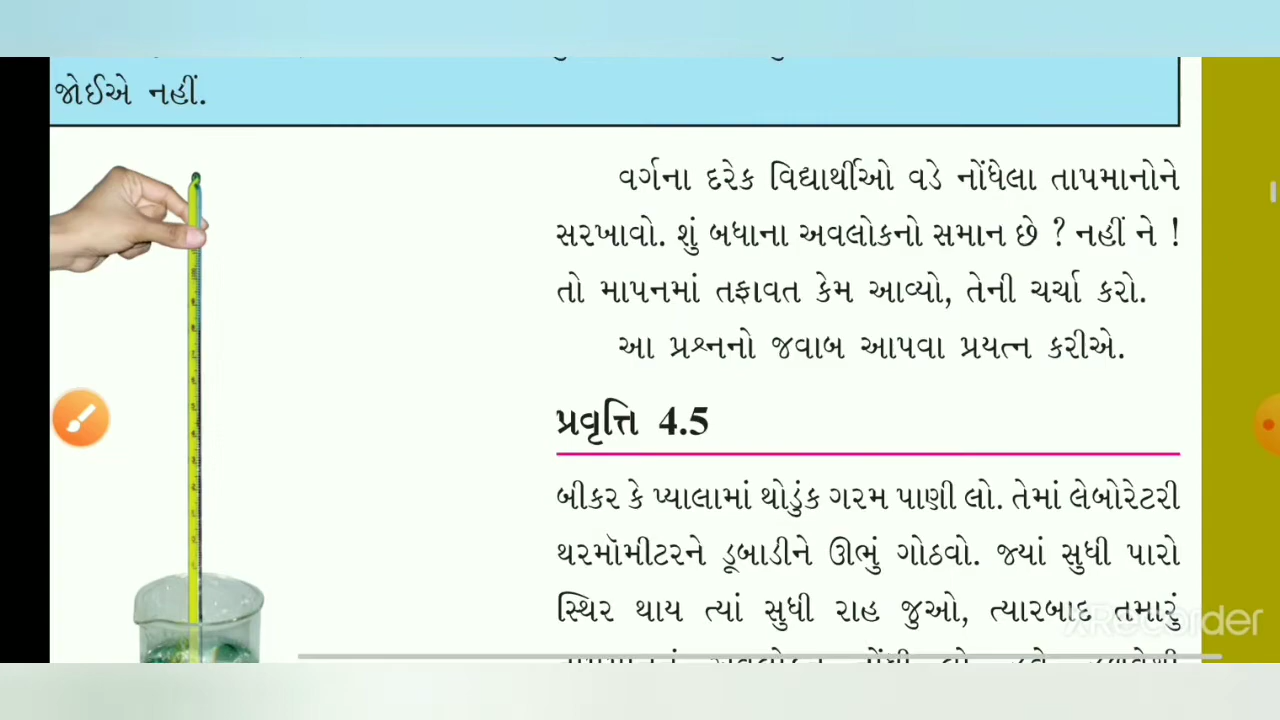 જોઈએ નહીં.
વર્ગના દરેક વિદ્યાર્થીઓ વડે નોંધેલા તાપમાનોને
સરખાવો. શું બધાના અવલોકનો સમાન છે ? નહીં ને !
તો માપનમાં તફાવત કેમ આવ્યો, તેની ચર્ચા કરો.
આ પ્રશ્નનો જવાબ આપવા પ્રયત્ન કરીએ.
પ્રવૃત્તિ 4.5
બીકર કે પ્યાલામાં થોડુંક ગરમ પાણી લો. તેમાં લેબોરેટરી
થરમૉમીટરને ડૂબાડીને ઊભું ગોઠવો. જ્યાં સુધી પારો
સ્થિર થાય ત્યાં સુધી રાહ જુઓ, ત્યારબાદ તમારું
XRecorder